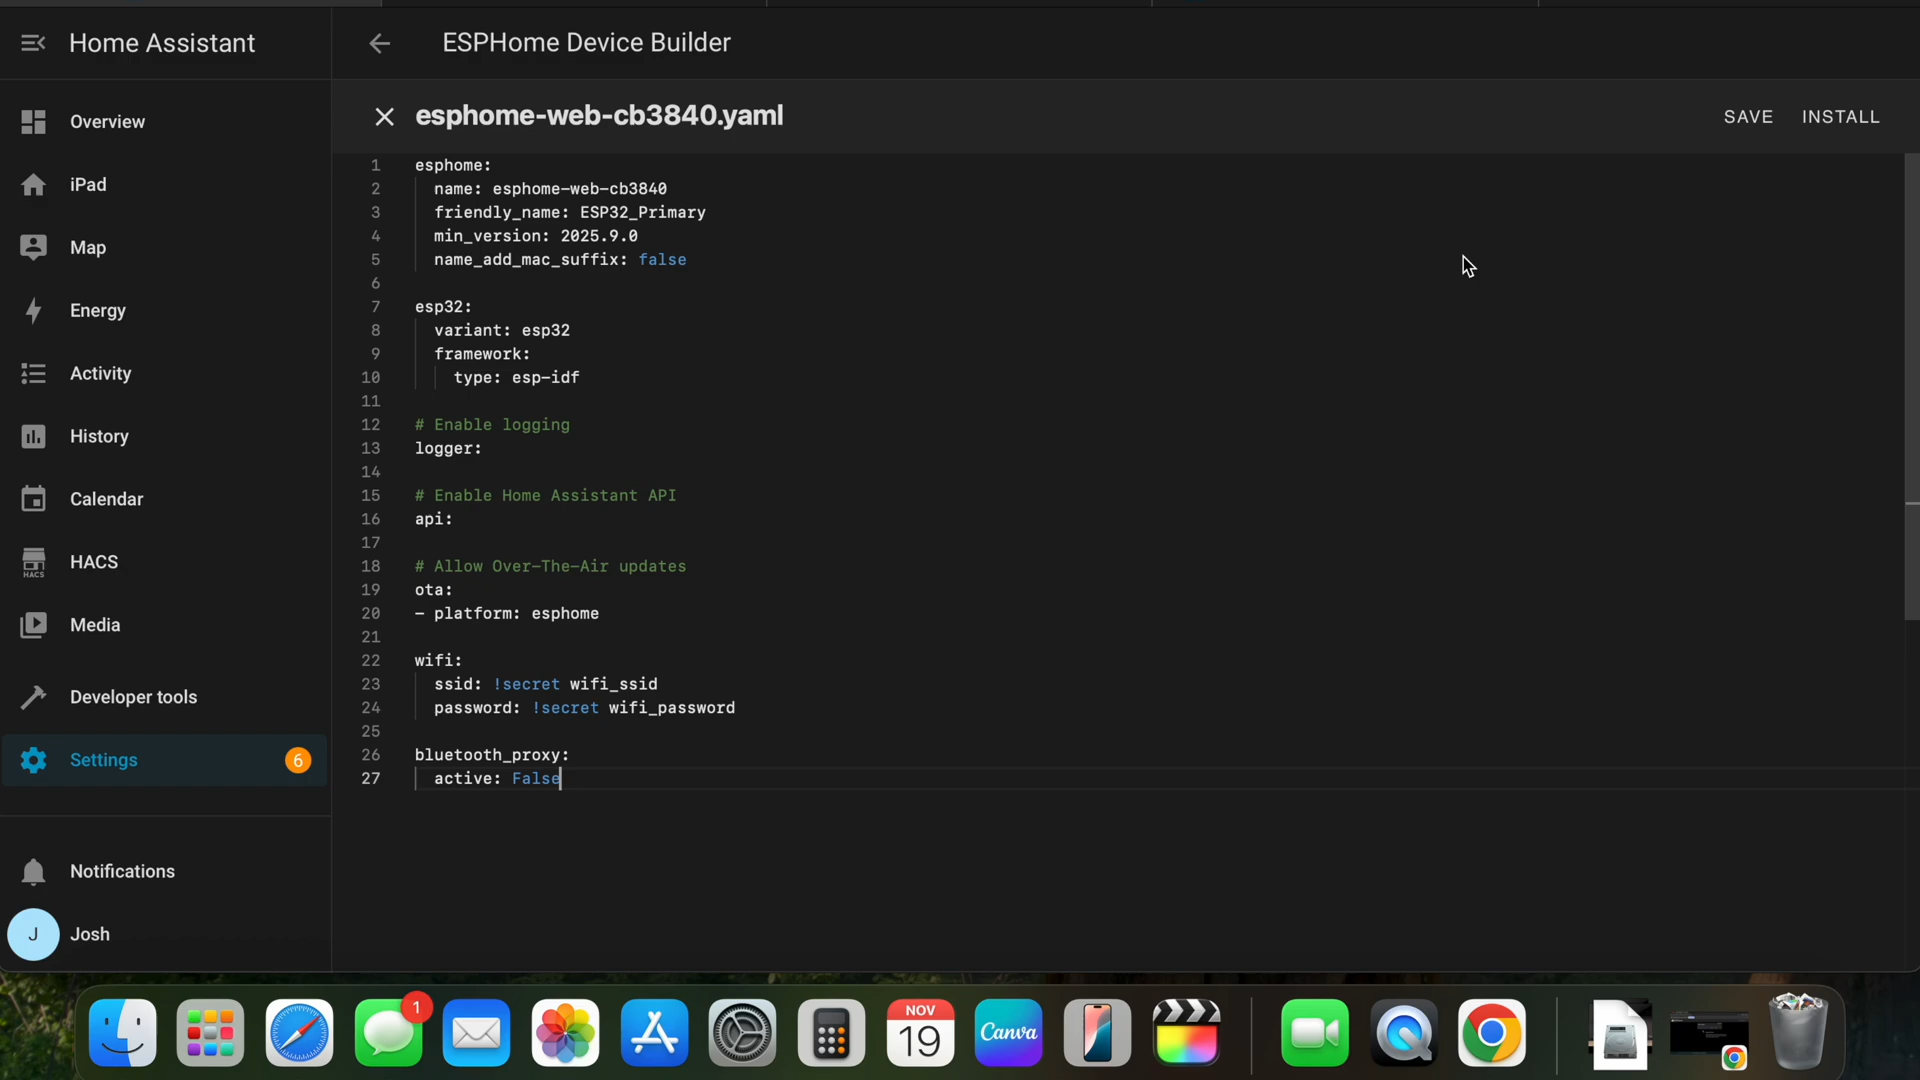 Home Assistant
Overview
iPad
Map
Energy
Activity
History
Calendar
HACS
HACS
Media
Developer tools
Settings
6
Notifications
J
Josh
ESPHome Device Builder
esphome-web-cb3840.yaml
SAVE
INSTALL
1 esphome:
2 name: esphome-web-cb3840
3 friendly_name: ESP32_Primary
4 min_version: 2025.9.0
5 name_add_mac_suffix: false
6
7 esp32:
8 variant: esp32
9 framework:
10 type: esp-idf
11
12 # Enable logging
13 logger:
14
15 # Enable Home Assistant API
16 api:
17
18 # Allow Over-The-Air updates
19 ota:
20 - platform: esphome
21
22 wifi:
23 ssid: !secret wifi_ssid
24 password: !secret wifi_password
25
26 bluetooth_proxy:
27 active: False
1
NOV
19
Canva